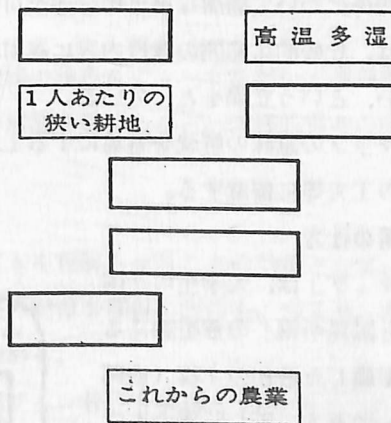 高温多湿
1人あたりの
狭い耕地
これからの農業